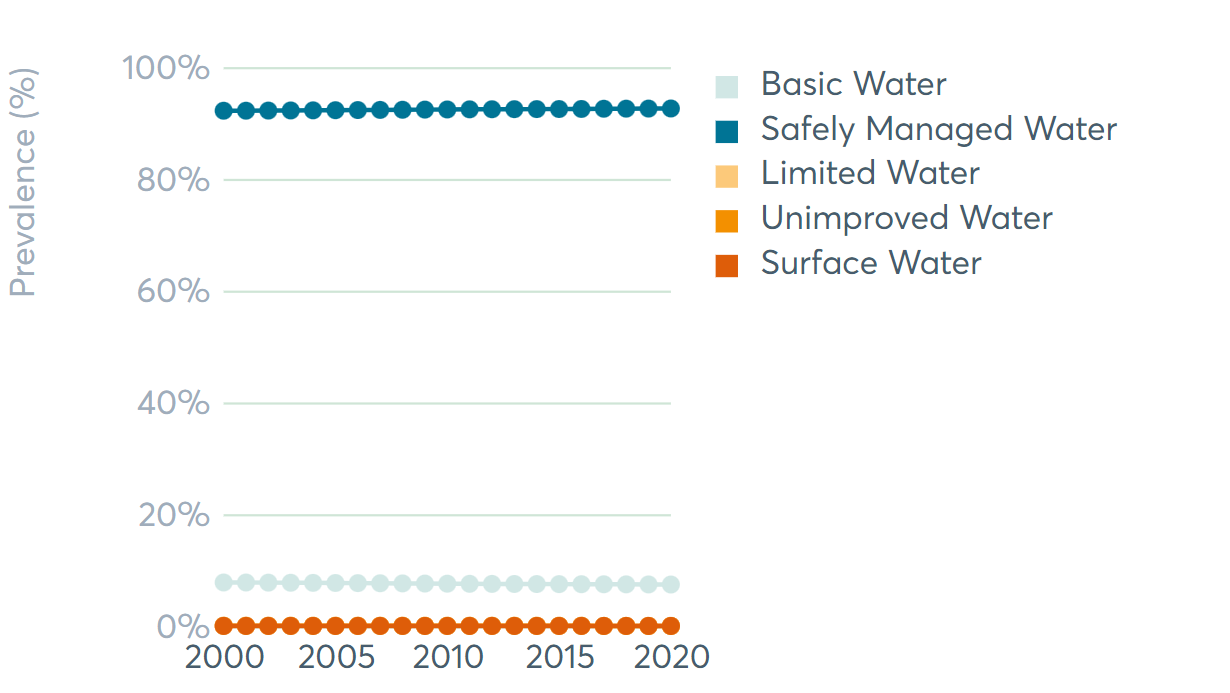 Prevalence (%)
100%
80%
60%
40%
20%
0%
2000 2005 2010 2015 2020
Basic Water
Safely Managed Water
Limited Water
Unimproved Water
Surface Water